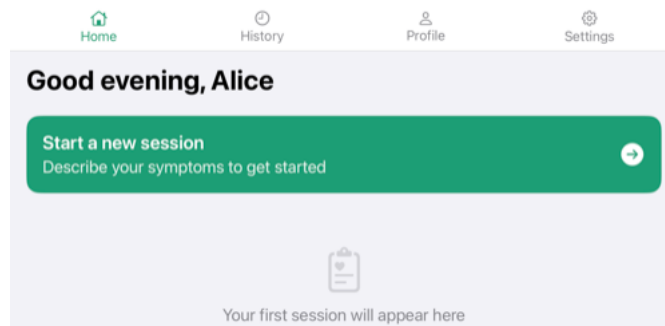 Home
History
Profile
Settings
Good evening, Alice
Start a new session
Describe your symptoms to get started
Your first session will appear here